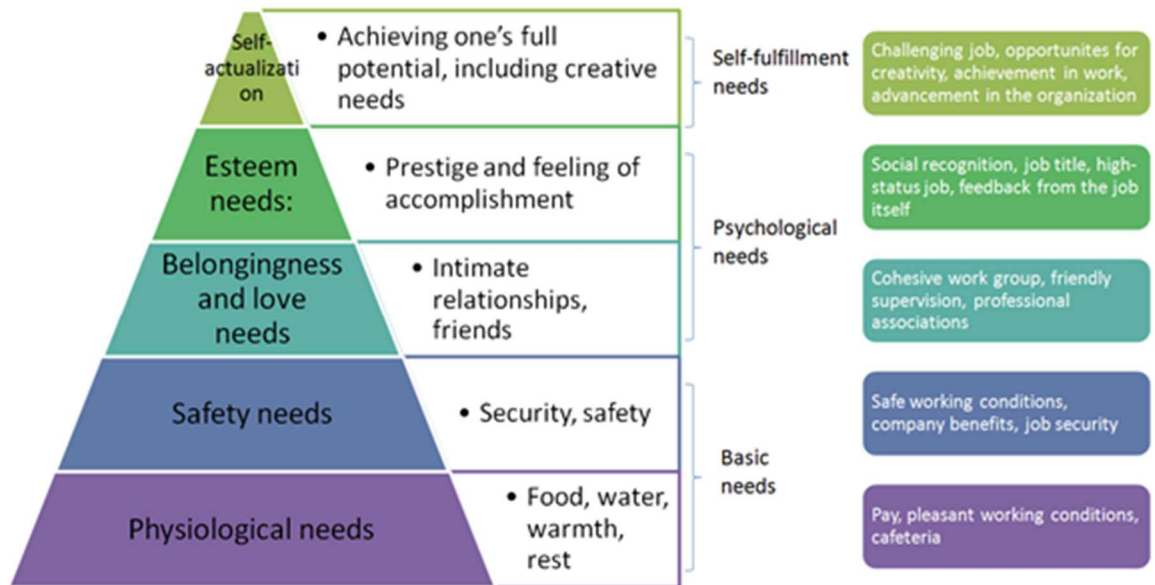 Self-
actualizati
on
• Achieving one's full
potential, including creative
needs
Self-fulfillment
needs
Challenging job, opportunites for
creativity, achievement in work,
advancement in the organization
Esteem
needs:
• Prestige and feeling of
accomplishment
Psychological
needs
Social recognition, job title, high-
status job, feedback from the job
itself
Belongingness
and love
needs
• Intimate
relationships,
friends
Cohesive work group, friendly
supervision, professional
associations
Safety needs
• Security, safety
Basic
needs
Safe working conditions,
company benefits, job security
Physiological needs
• Food, water,
warmth,
rest
Pay, pleasant working conditions,
cafeteria